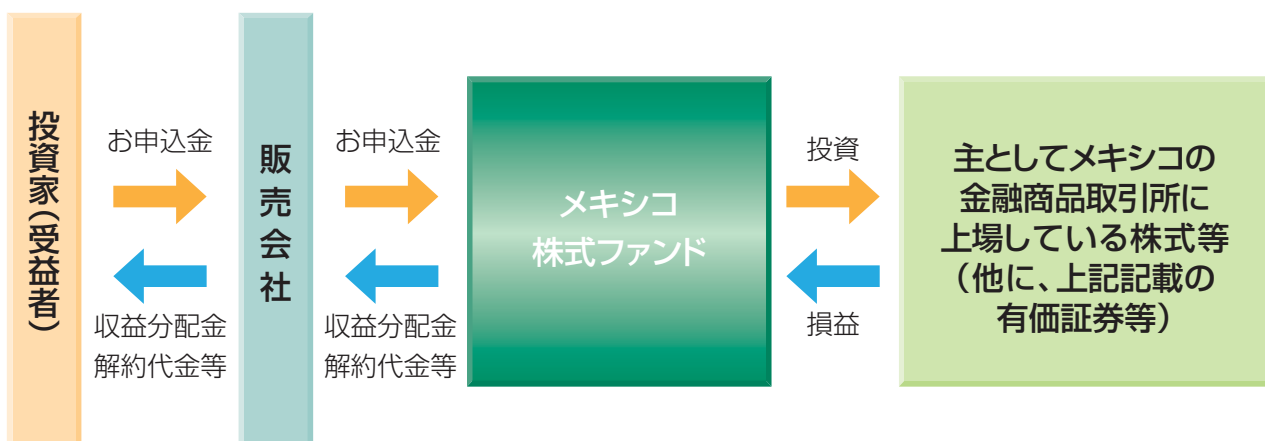 投資家（受益者）
お申込金
収益分配金
解約代金等
販売会社
お申込金
収益分配金
解約代金等
メキシコ
株式ファンド
投資
損益
主としてメキシコの
金融商品取引所に
上場している株式等
（他に、上記記載の
有価証券等）